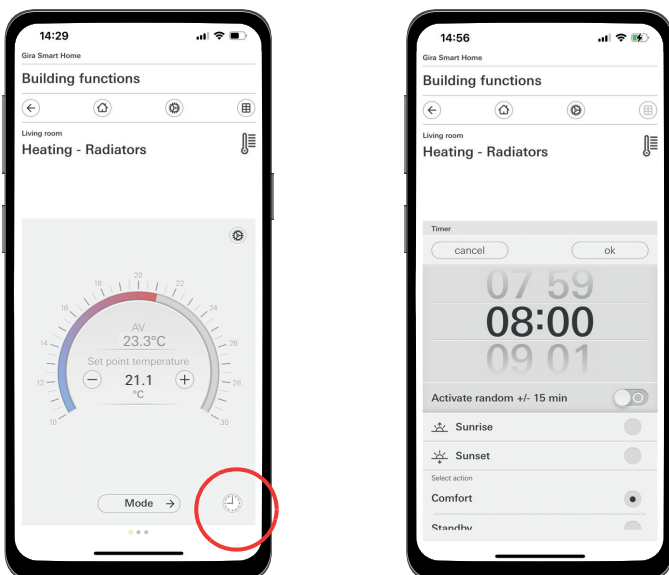 14:29
Gira Smart Home
Building functions
Living room
Heating - Radiators
20
18 22
16 24
14 26
12 28
10 30
AV
23.3°C
Set point temperature
21.1
°C
Mode
14:56
Gira Smart Home
Building functions
Living room
Heating - Radiators
Timer
cancel ok
07 59
08:00
09 01
Activate random +/- 15 min
Sunrise
Sunset
Select action
Comfort
Standby